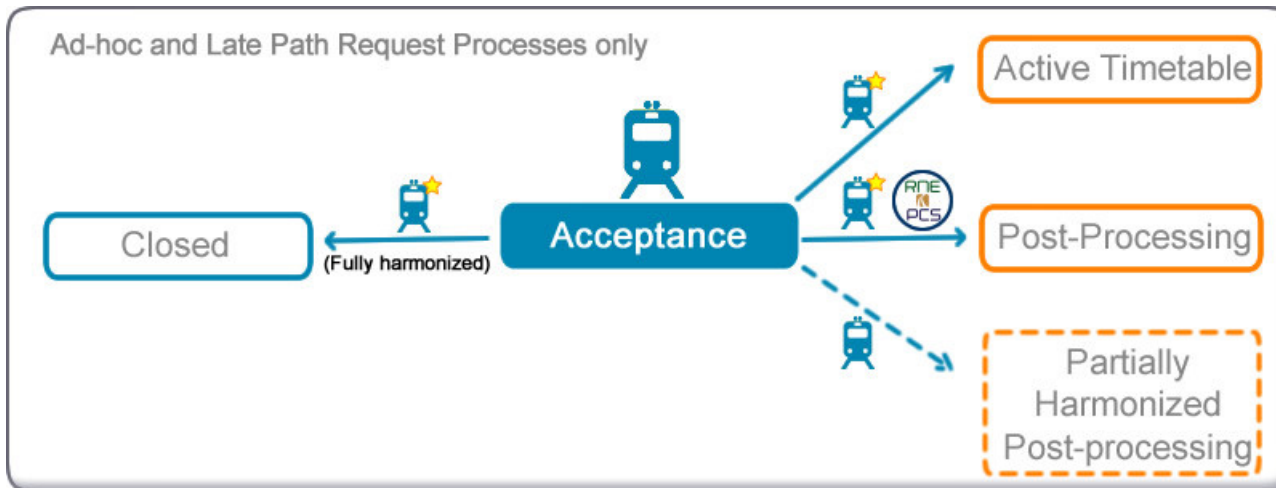 Ad-hoc and Late Path Request Processes only
Active Timetable
RNE
PCS
Closed
(Fully harmonized)
Acceptance
Post-Processing
Partially
Harmonized
Post-processing